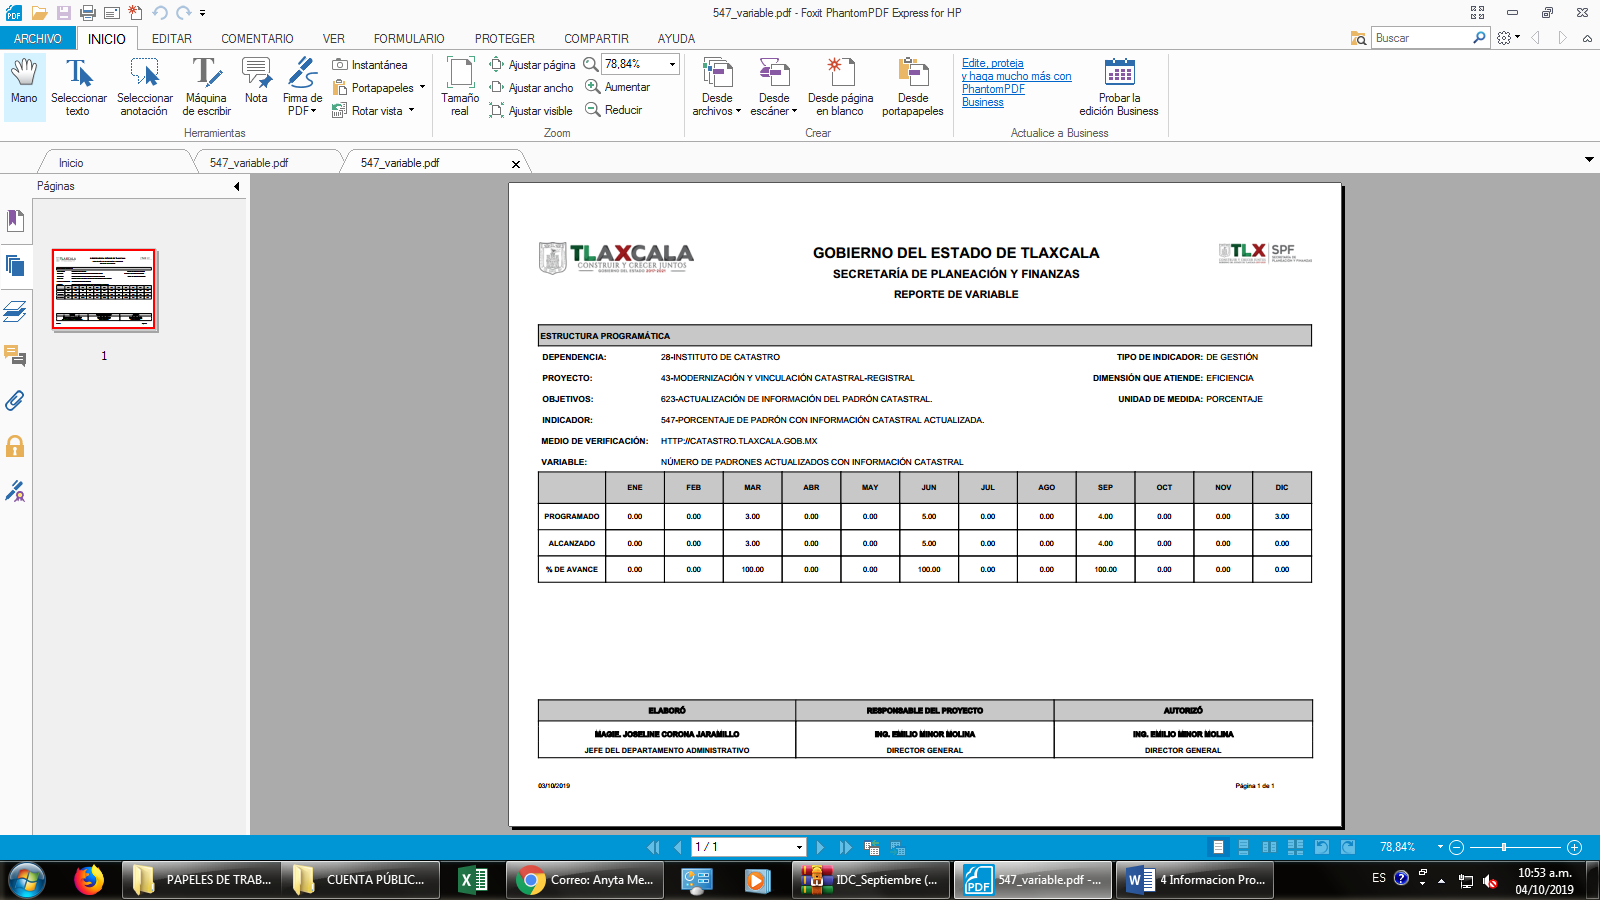 547_variable.pdf - Foxit PhantomPDF Express for HP
ARCHIVO INICIO EDITAR COMENTARIO VER FORMULARIO PROTEGER COMPARTIR AYUDA Buscar
Mano
Seleccionar texto
Seleccionar anotación
Máquina de escribir
Nota
Firma de PDF
Instantánea
Portapapeles
Rotar vista
Herramientas
Tamaño real
Ajustar página
Ajustar ancho
Ajustar visible
78,84%
Aumentar
Reducir
Zoom
Desde archivos
Desde escáner
Desde página en blanco
Desde portapapeles
Crear
Edite, proteja
y haga mucho más con
PhantomPDF
Business
Probar la edición Business
Actualice a Business
Inicio 547_variable.pdf 547_variable.pdf
Páginas
1
TLAXCALA
CONSTRUIR Y CRECER JUNTOS
GOBIERNO DEL ESTADO 2017-2021
GOBIERNO DEL ESTADO DE TLAXCALA
SECRETARÍA DE PLANEACIÓN Y FINANZAS
REPORTE DE VARIABLE
TLX SPF
ESTRUCTURA PROGRAMÁTICA
DEPENDENCIA: 28-INSTITUTO DE CATASTRO TIPO DE INDICADOR: DE GESTIÓN
PROYECTO: 43-MODERNIZACIÓN Y VINCULACIÓN CATASTRAL-REGISTRAL DIMENSIÓN QUE ATIENDE: EFICIENCIA
OBJETIVOS: 623-ACTUALIZACIÓN DE INFORMACIÓN DEL PADRÓN CATASTRAL. UNIDAD DE MEDIDA: PORCENTAJE
INDICADOR: 547-PORCENTAJE DE PADRÓN CON INFORMACIÓN CATASTRAL ACTUALIZADA.
MEDIO DE VERIFICACIÓN: HTTP://CATASTRO.TLAXCALA.GOB.MX
VARIABLE: NÚMERO DE PADRONES ACTUALIZADOS CON INFORMACIÓN CATASTRAL
ENE FEB MAR ABR MAY JUN JUL AGO SEP OCT NOV DIC
PROGRAMADO 0.00 0.00 3.00 0.00 0.00 5.00 0.00 0.00 4.00 0.00 0.00 3.00
ALCANZADO 0.00 0.00 3.00 0.00 0.00 5.00 0.00 0.00 4.00 0.00 0.00 0.00
% DE AVANCE 0.00 0.00 100.00 0.00 0.00 100.00 0.00 0.00 100.00 0.00 0.00 0.00
ELABORÓ RESPONSABLE DEL PROYECTO AUTORIZÓ
MAGIE. JOSELINE CORONA JARAMILLO ING. EMILIO MINOR MOLINA ING. EMILIO MINOR MOLINA
JEFE DEL DEPARTAMENTO ADMINISTRATIVO DIRECTOR GENERAL DIRECTOR GENERAL
03/10/2019 Página 1 de 1
1 / 1 78,84%
PAPELES DE TRAB... CUENTA PÚBLIC... Correo: Anyta Me... IDC_Septiembre (... 547_variable.pdf -... 4 Informacion Pro... ES 10:53 a.m.
04/10/2019